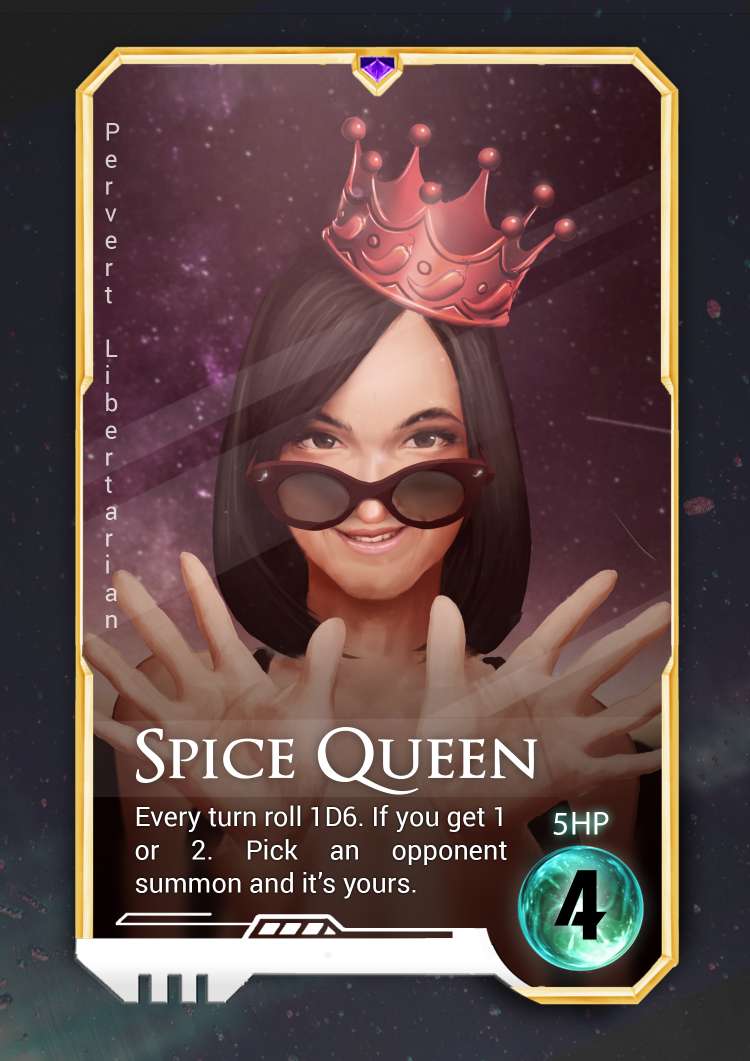 Pervert Libertarian
SPICE QUEEN
Every turn roll 1D6. If you get 1
or 2. Pick an opponent
summon and it's yours.
5HP
4